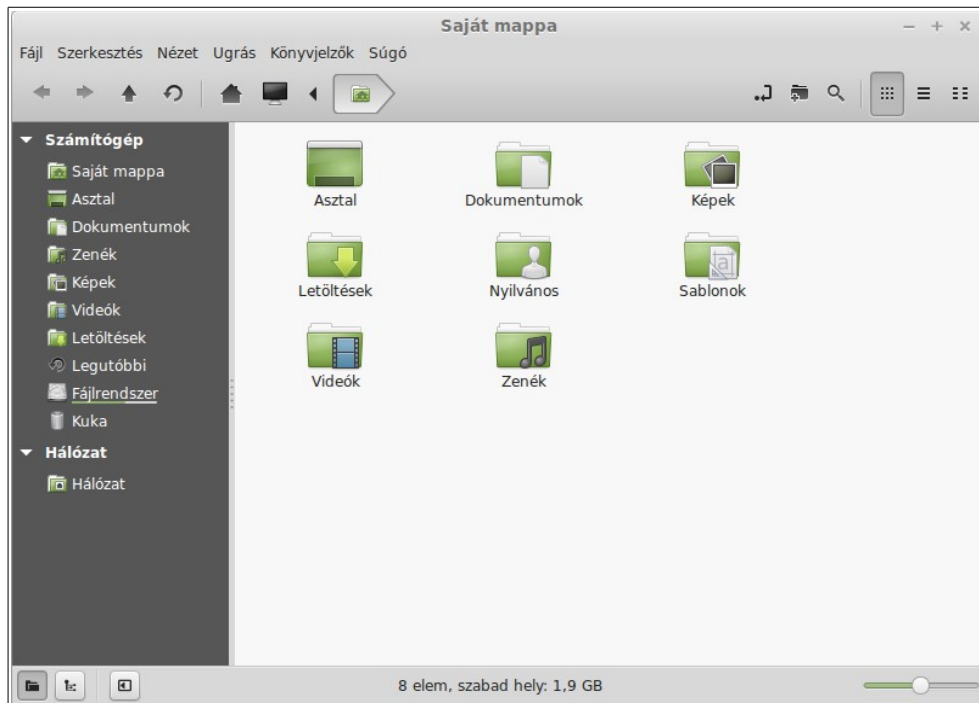 Saját mappa
Fájl Szerkesztés Nézet Ugrás Könyvjelzők Súgó
Számítógép
Saját mappa
Asztal
Dokumentumok
Zenék
Képek
Videók
Letöltések
Legutóbbi
Fájlrendszer
Kuka
Hálózat
Hálózat
Asztal Dokumentumok Képek
Letöltések Nyilvános Sablonok
Videók Zenék
8 elem, szabad hely: 1,9 GB